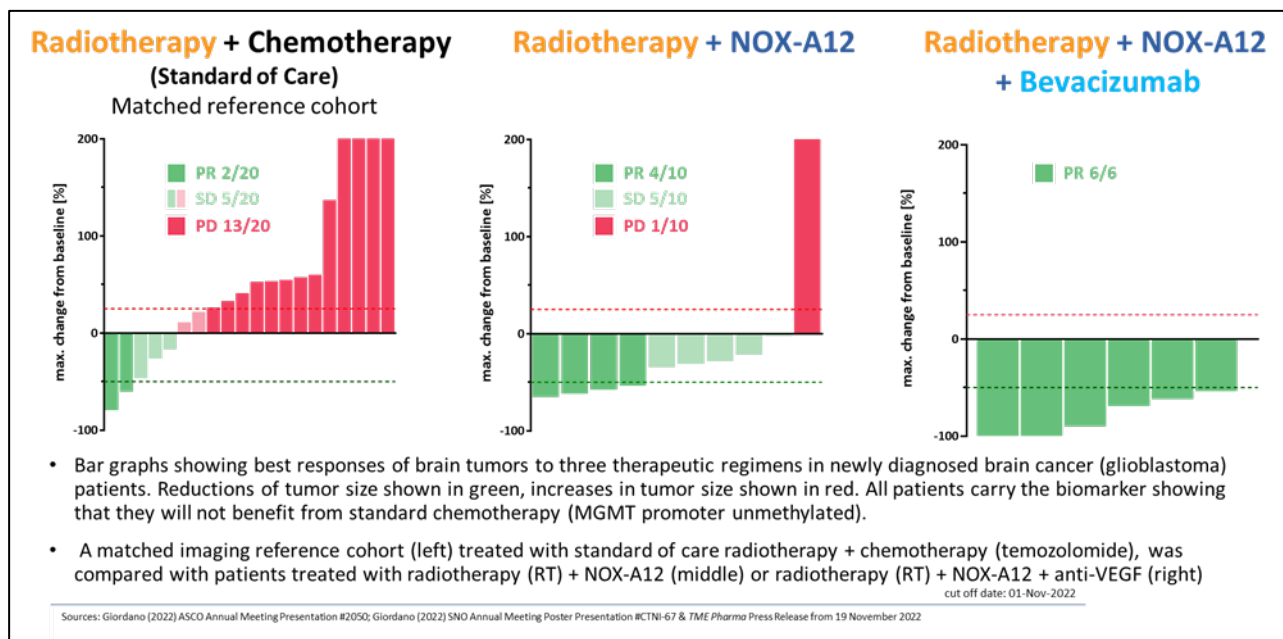 Radiotherapy + Chemotherapy
(Standard of Care)
Matched reference cohort
max. change from baseline [%]
200
100
0
-100
PR 2/20
SD 5/20
PD 13/20
Radiotherapy + NOX-A12
max. change from baseline [%]
200
100
0
-100
PR 4/10
SD 5/10
PD 1/10
Radiotherapy + NOX-A12
+ Bevacizumab
max. change from baseline [%]
200
100
0
-100
PR 6/6
• Bar graphs showing best responses of brain tumors to three therapeutic regimens in newly diagnosed brain cancer (glioblastoma)
patients. Reductions of tumor size shown in green, increases in tumor size shown in red. All patients carry the biomarker showing
that they will not benefit from standard chemotherapy (MGMT promoter unmethylated).
• A matched imaging reference cohort (left) treated with standard of care radiotherapy + chemotherapy (temozolomide), was
compared with patients treated with radiotherapy (RT) + NOX-A12 (middle) or radiotherapy (RT) + NOX-A12 + anti-VEGF (right)
cut off date: 01-Nov-2022
Sources: Giordano (2022) ASCO Annual Meeting Presentation #2050; Giordano (2022) SNO Annual Meeting Poster Presentation #CTNI-67 & TME Pharma Press Release from 19 November 2022